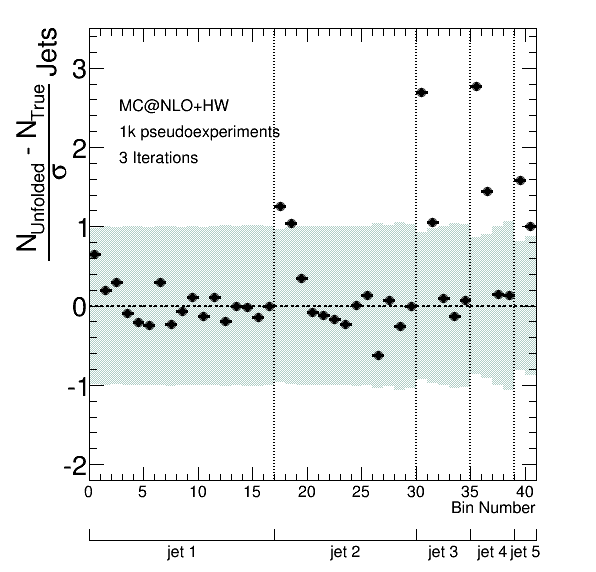 N_Unfolded - N_True Jets
σ
3
2
1
0
-1
-2
MC@NLO+HW
1k pseudoexperiments
3 Iterations
0 5 10 15 20 25 30 35 40
Bin Number
jet 1 jet 2 jet 3 jet 4 jet 5